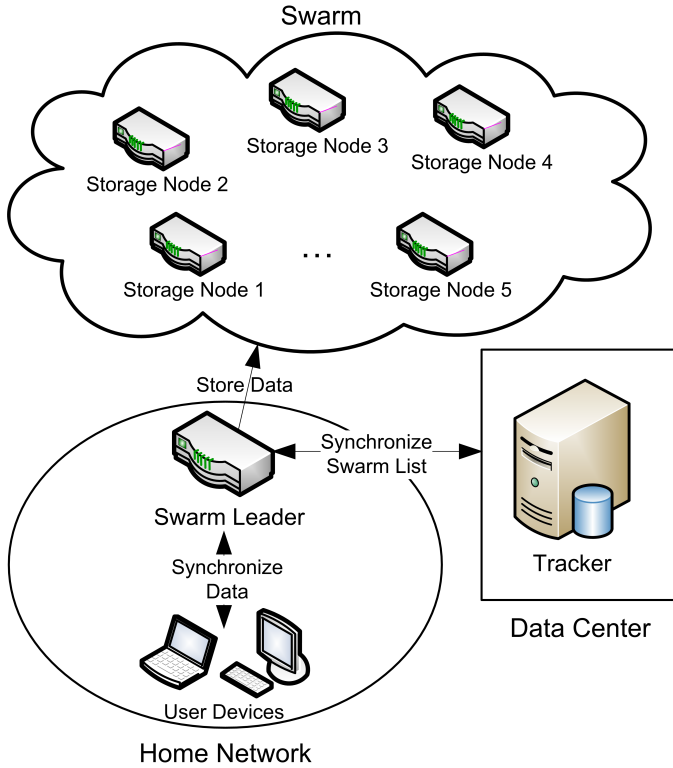 Swarm
Storage Node 3
Storage Node 4
Storage Node 2
Storage Node 1
...
Storage Node 5
Store Data
Synchronize
Swarm List
Swarm Leader
Synchronize
Data
Tracker
User Devices
Data Center
Home Network